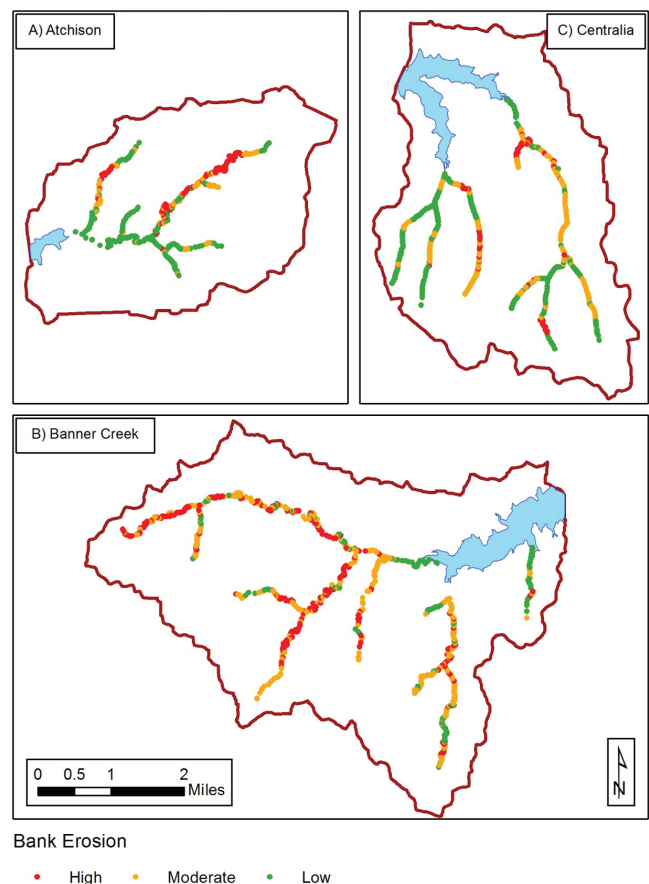 A) Atchison
C) Centralia
B) Banner Creek
0 0.5 1 2
Miles
N
Bank Erosion
High Moderate Low